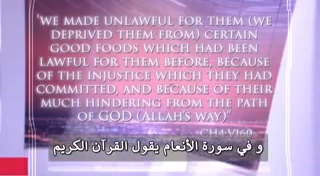 "WE MADE UNLAWFUL FOR THEM (WE
DEPRIVED THEM FROM) CERTAIN
GOOD FOODS WHICH HAD BEEN
LAWFUL FOR THEM BEFORE, BECAUSE
OF THE INJUSTICE WHICH THEY HAD
COMMITTED, AND BECAUSE OF THEIR
MUCH HINDERING FROM THE PATH
OF GOD (ALLAH'S WAY)"
و في سورة الأنعام يقول القرآن الكريم